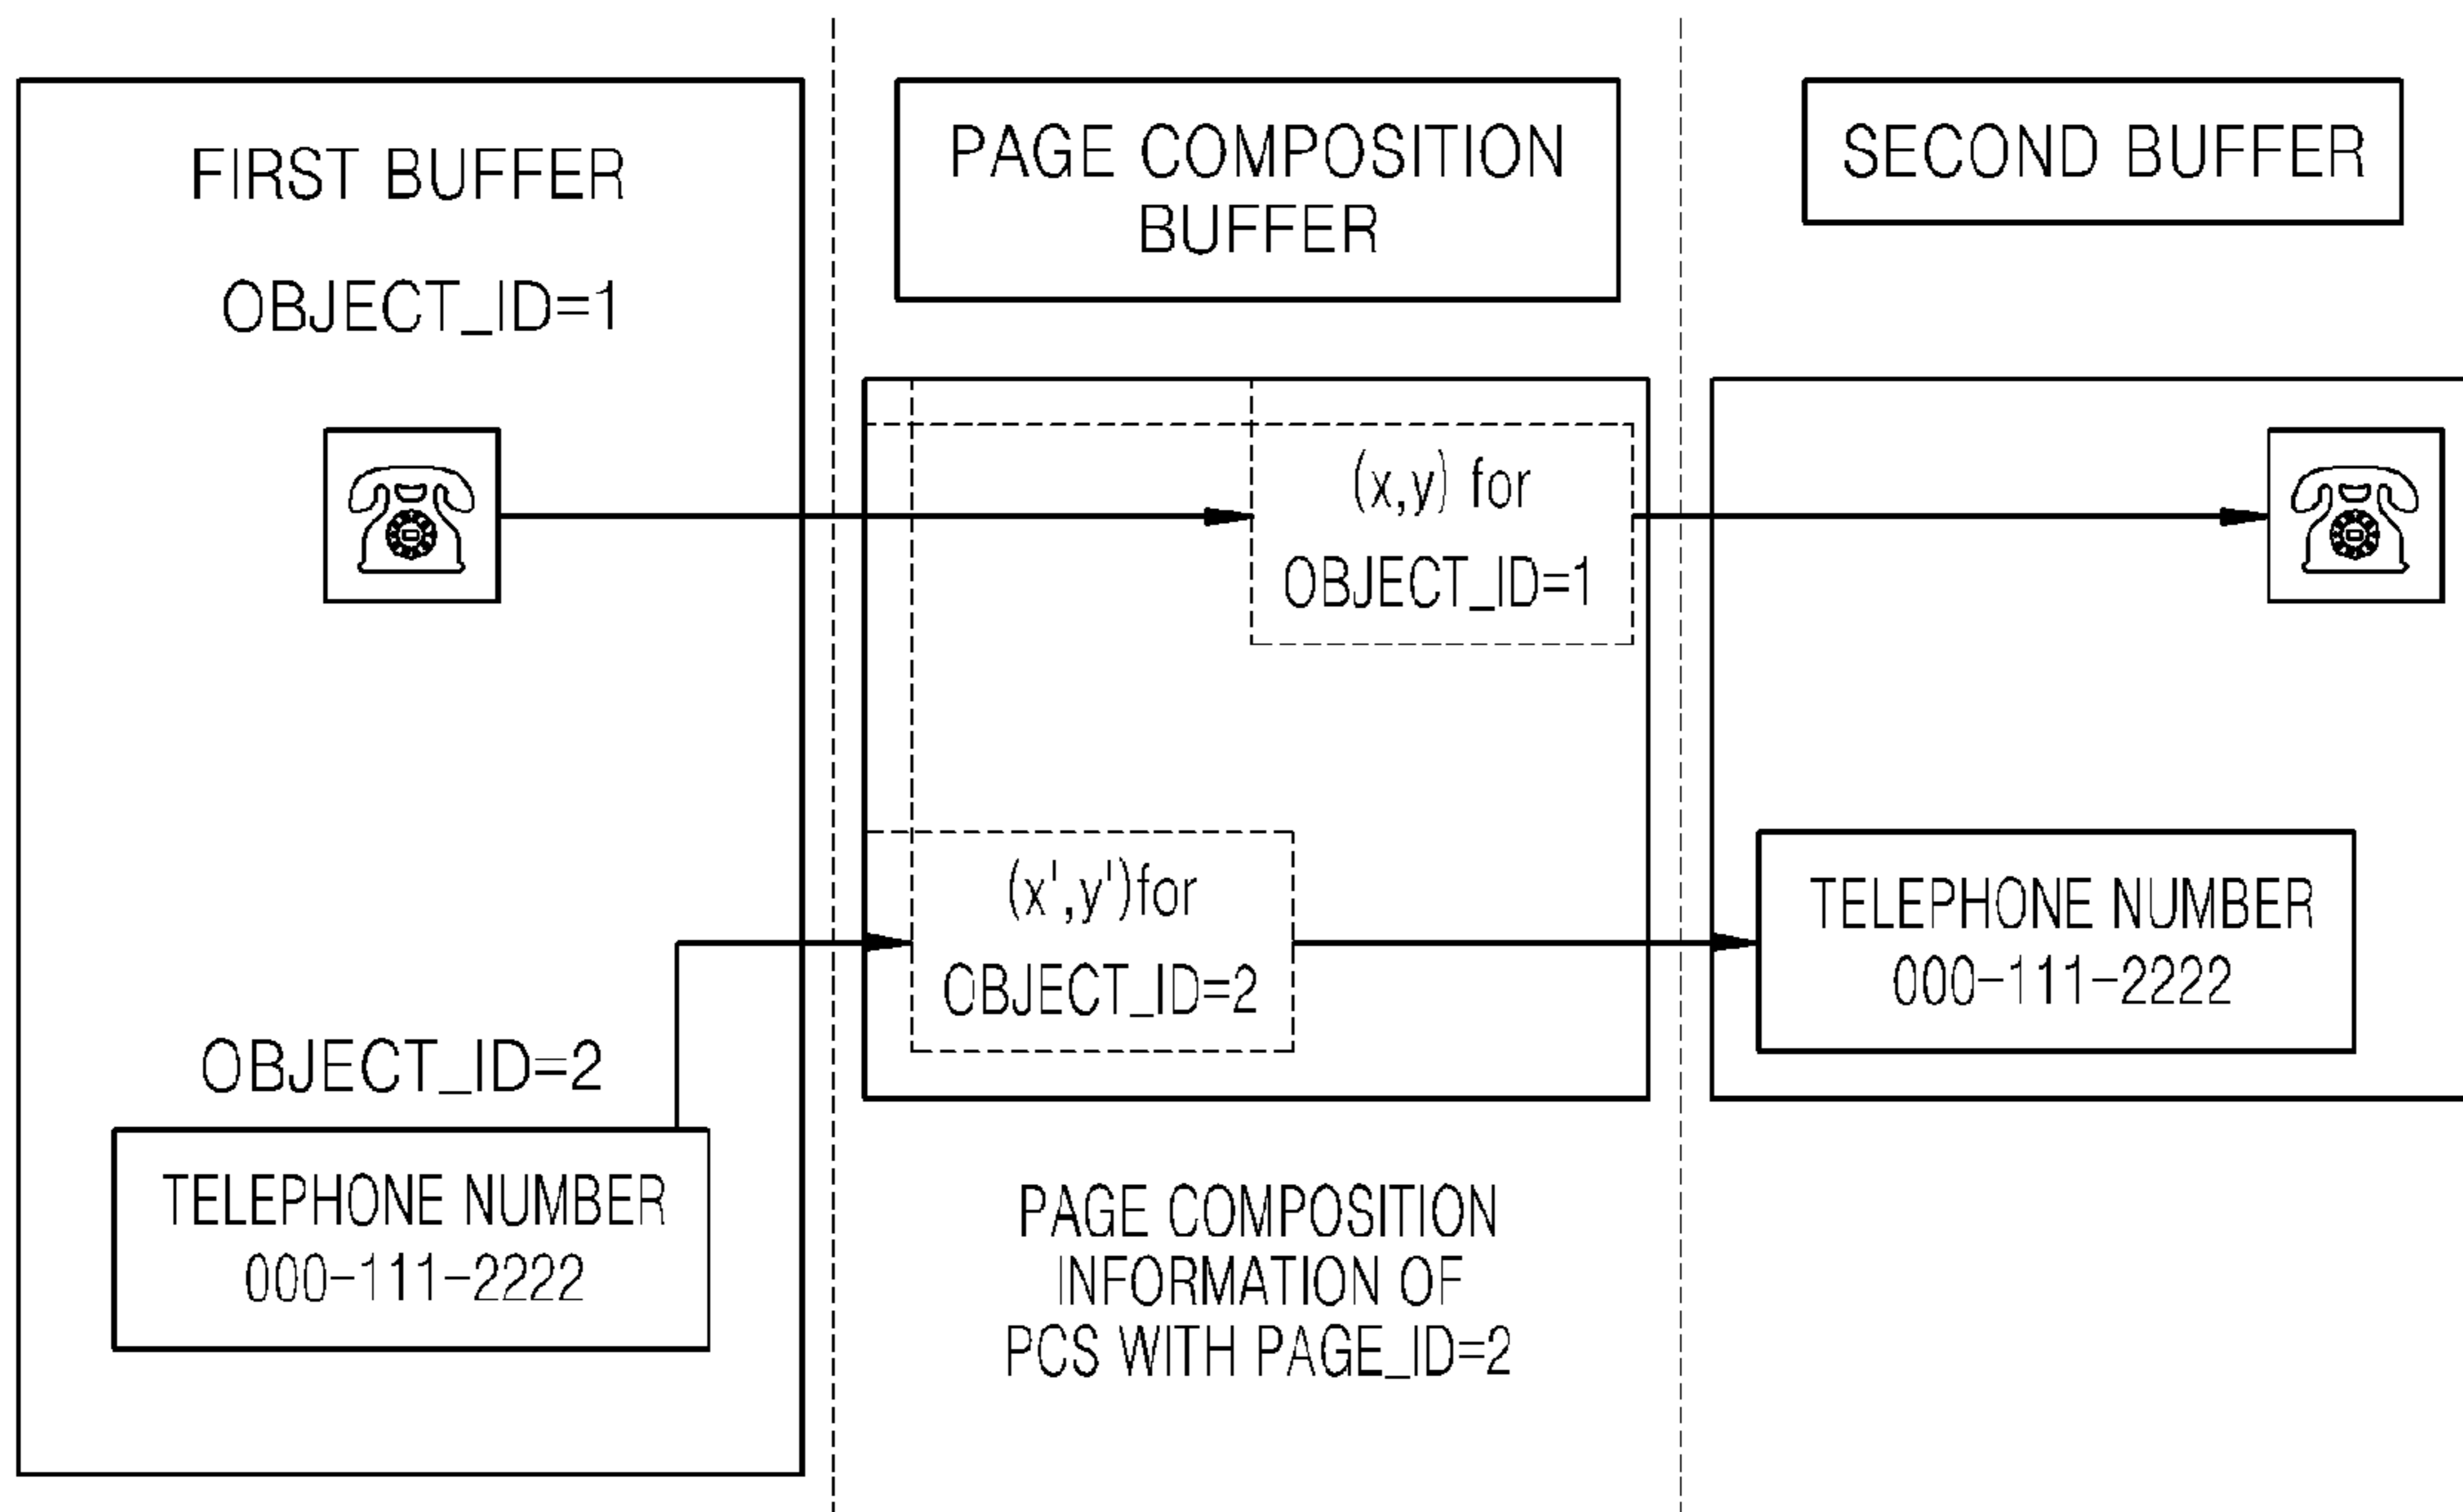 FIRST BUFFER
OBJECT_ID=1
OBJECT_ID=2
TELEPHONE NUMBER
000-111-2222
PAGE COMPOSITION
BUFFER
(x,y) for
OBJECT_ID=1
(x',y')for
OBJECT_ID=2
PAGE COMPOSITION
INFORMATION OF
PCS WITH PAGE_ID=2
SECOND BUFFER
TELEPHONE NUMBER
000-111-2222